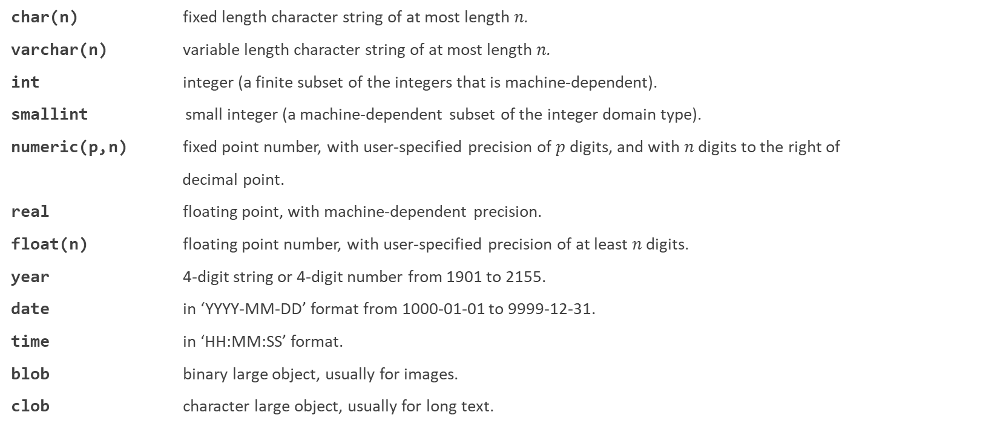 char(n) fixed length character string of at most length n.
varchar(n) variable length character string of at most length n.
int integer (a finite subset of the integers that is machine-dependent).
smallint small integer (a machine-dependent subset of the integer domain type).
numeric(p,n) fixed point number, with user-specified precision of p digits, and with n digits to the right of
decimal point.
real floating point, with machine-dependent precision.
float(n) floating point number, with user-specified precision of at least n digits.
year 4-digit string or 4-digit number from 1901 to 2155.
date in ‘YYYY-MM-DD’ format from 1000-01-01 to 9999-12-31.
time in ‘HH:MM:SS’ format.
blob binary large object, usually for images.
clob character large object, usually for long text.